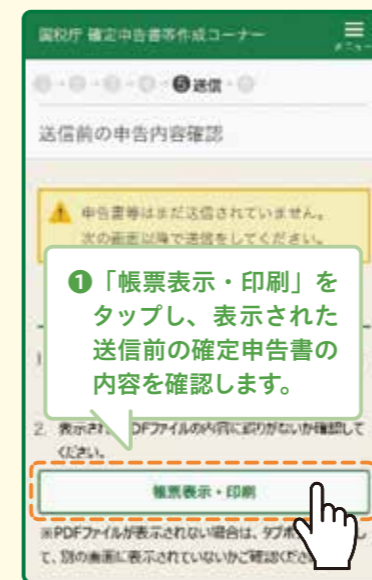 国税庁 確定申告書等作成コーナー
メニュー
❺送信
送信前の申告内容確認
申告書等はまだ送信されていません。
次の画面以降で送信をしてください。
❶「帳票表示・印刷」を
タップし、表示された
送信前の確定申告書の
内容を確認します。
2. 表示され PDFファイルの内容に誤りがないか確認して
ください。
帳票表示・印刷
※PDFファイルが表示されない場合は、タブ
て、別の画面に表示されていないかご確認くださ